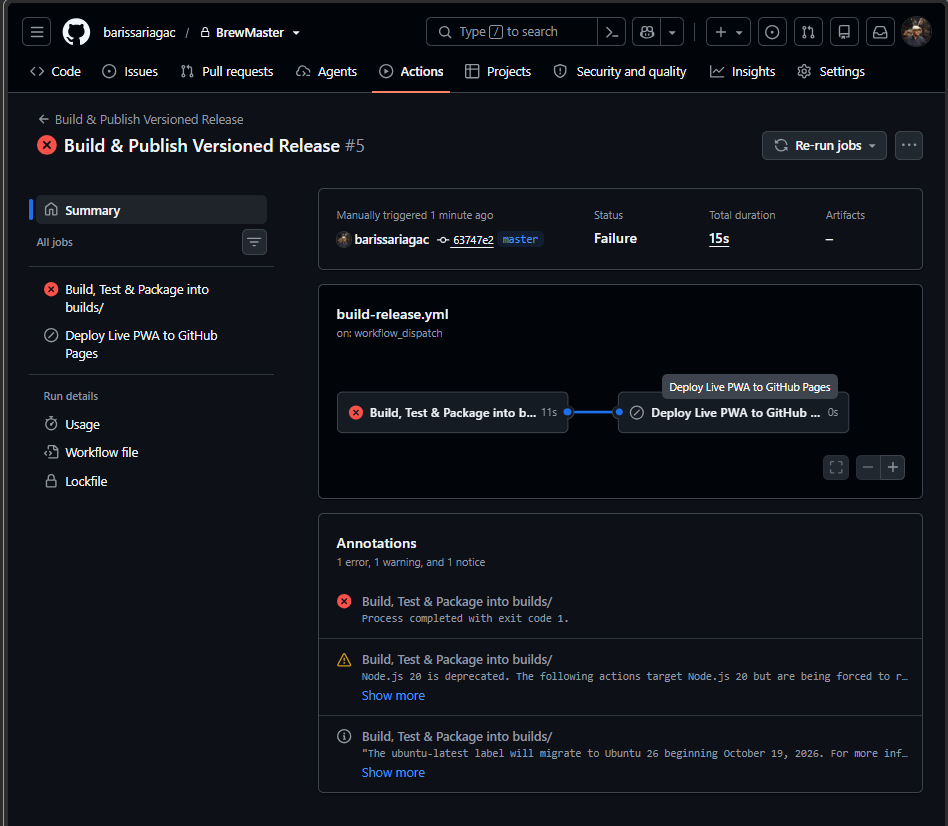 barissariagac / BrewMaster
Type / to search
Code Issues Pull requests Agents Actions Projects Security and quality Insights Settings
Build & Publish Versioned Release
Build & Publish Versioned Release #5
Re-run jobs
Summary
All jobs
Build, Test & Package into
builds/
Deploy Live PWA to GitHub
Pages
Run details
Usage
Workflow file
Lockfile
Manually triggered 1 minute ago
barissariagac 63747e2 master
Status
Failure
Total duration
15s
Artifacts
–
build-release.yml
on: workflow_dispatch
Deploy Live PWA to GitHub Pages
Build, Test & Package into b... 11s
Deploy Live PWA to GitHub ... 0s
Annotations
1 error, 1 warning, and 1 notice
Build, Test & Package into builds/
Process completed with exit code 1.
Build, Test & Package into builds/
Node.js 20 is deprecated. The following actions target Node.js 20 but are being forced to r…
Show more
Build, Test & Package into builds/
"The ubuntu-latest label will migrate to Ubuntu 26 beginning October 19, 2026. For more inf…
Show more